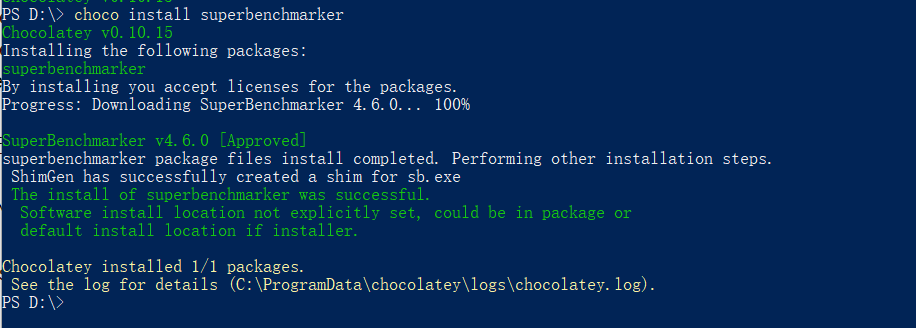 Chocolatey v0.10.15
PS D:\> choco install superbenchmarker
Chocolatey v0.10.15
Installing the following packages:
superbenchmarker
By installing you accept licenses for the packages.
Progress: Downloading SuperBenchmarker 4.6.0... 100%
SuperBenchmarker v4.6.0 [Approved]
superbenchmarker package files install completed. Performing other installation steps.
ShimGen has successfully created a shim for sb.exe
The install of superbenchmarker was successful.
Software install location not explicitly set, could be in package or
default install location if installer.
Chocolatey installed 1/1 packages.
See the log for details (C:\ProgramData\chocolatey\logs\chocolatey.log).
PS D:\>